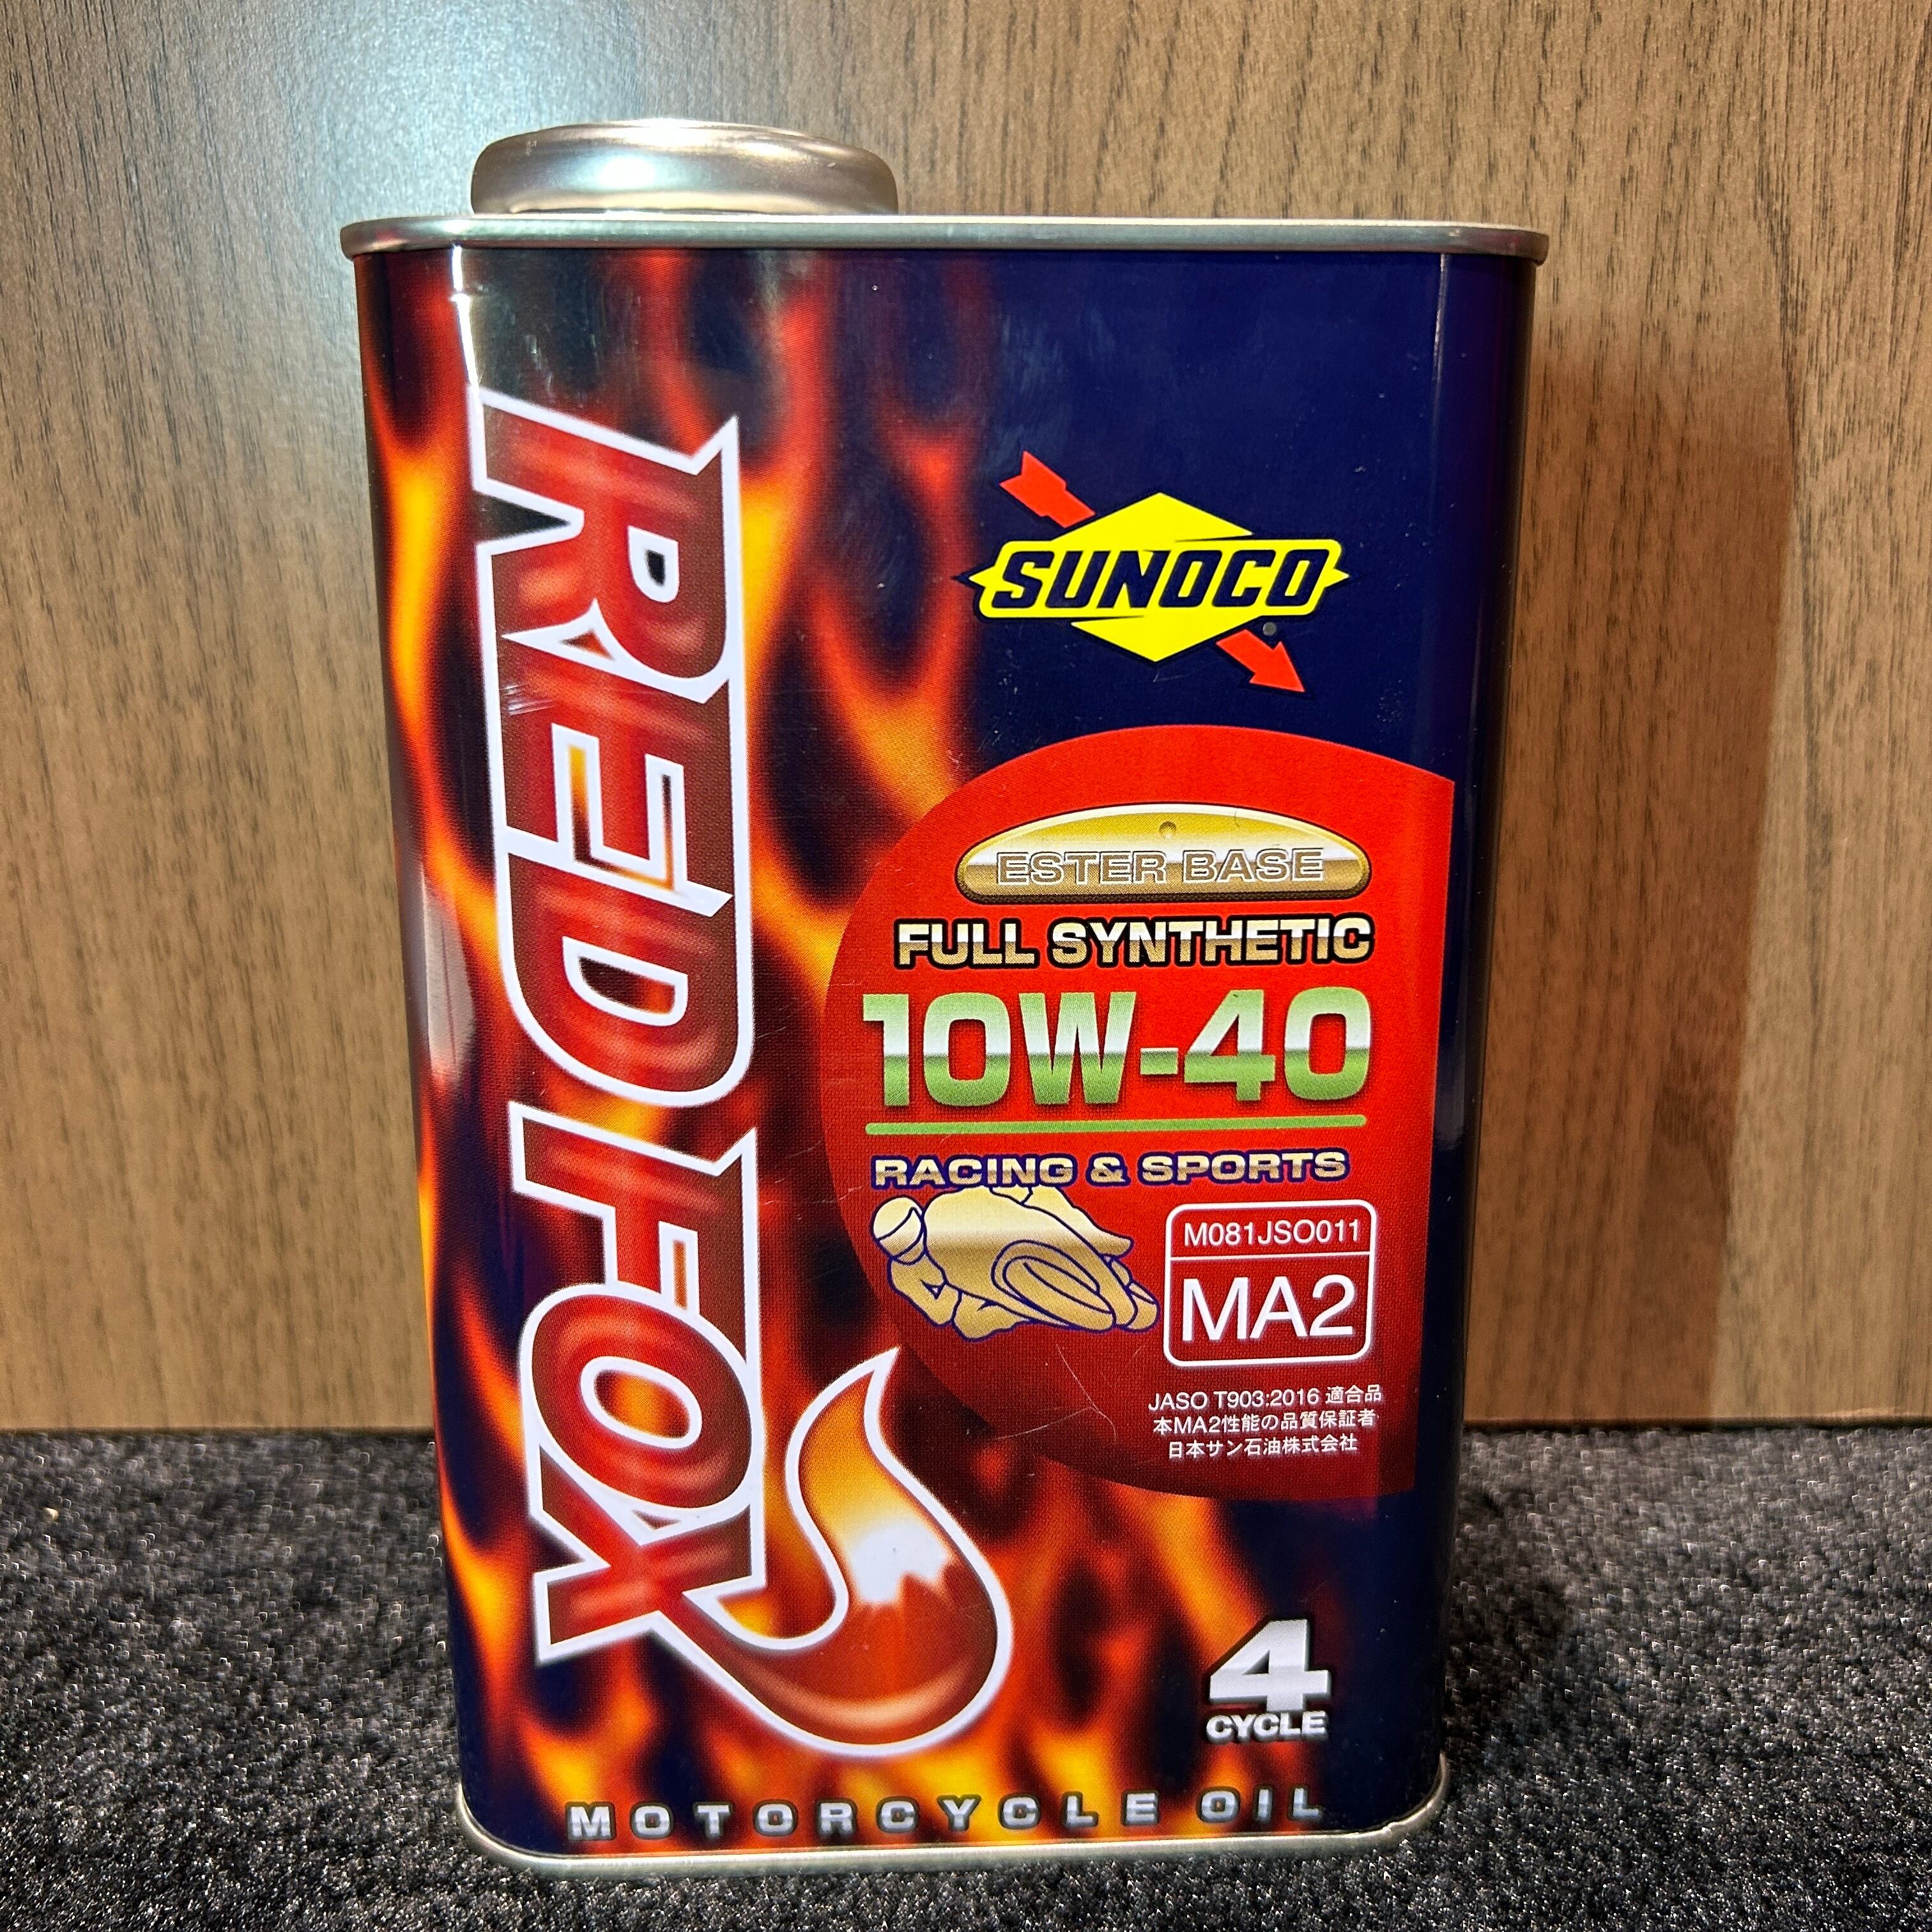 RED FOX
SUNOCO
ESTER BASE
FULL SYNTHETIC
10W-40
RACING & SPORTS
M081JSO011
MA2
JASO T903:2016 適合品
本MA2性能の品質保証者
日本サン石油株式会社
4
CYCLE
MOTORCYCLE OIL